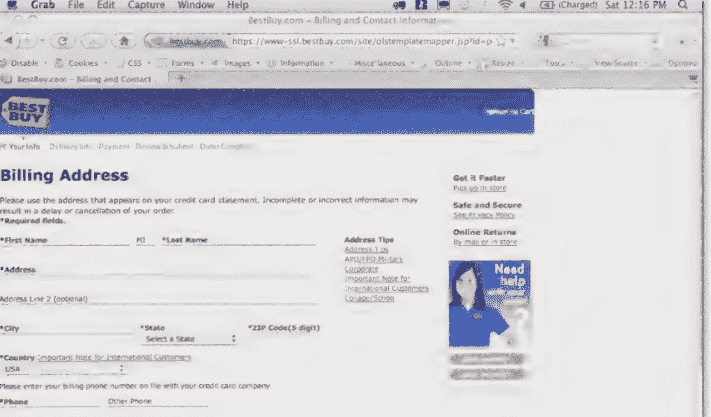 Grab File Edit Capture Window Help (Charged) Sat 12:16 PM
BestBuy.com – Billing and Contact Informat
bestbuy.com https://www-ssl.bestbuy.com/site/olstemplatemapper.jsp?id=p
Disable Cookies CSS Forms Images Information Miscellaneous Outline Resize Tools View Source Options
BestBuy.com – Billing and Contact
BEST BUY
Cart
Your Info Delivery Info Payment Review & Submit
Billing Address
Please use the address that appears on your credit card statement. Incomplete or incorrect information may
result in a delay or cancellation of your order.
*Required fields.
*First Name MI *Last Name
*Address
Address Line 2 (optional)
*City *State *ZIP Code(5 digit)
Select a State
*Country Important Note for International Customers
USA
Please enter your billing phone number on file with your credit card company
*Phone Other Phone
Address Tips
Address Tips
APO/FPO Military
Corporate
Important Note for
International Customers
College/School
Got it Faster
Pick up in store
Safe and Secure
See Privacy Policy
Online Returns
By mail or in store
Need
help
?